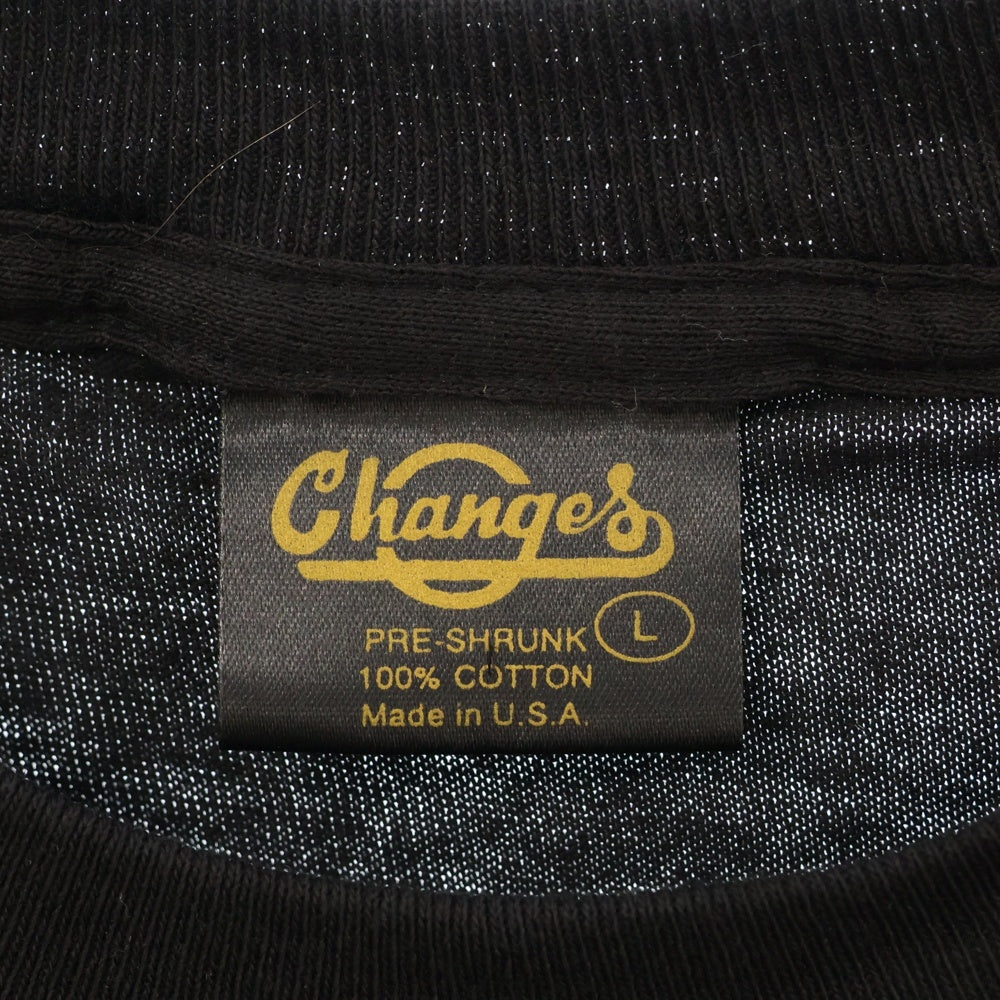 Changes
PRE-SHRUNK L
100% COTTON
Made in U.S.A.